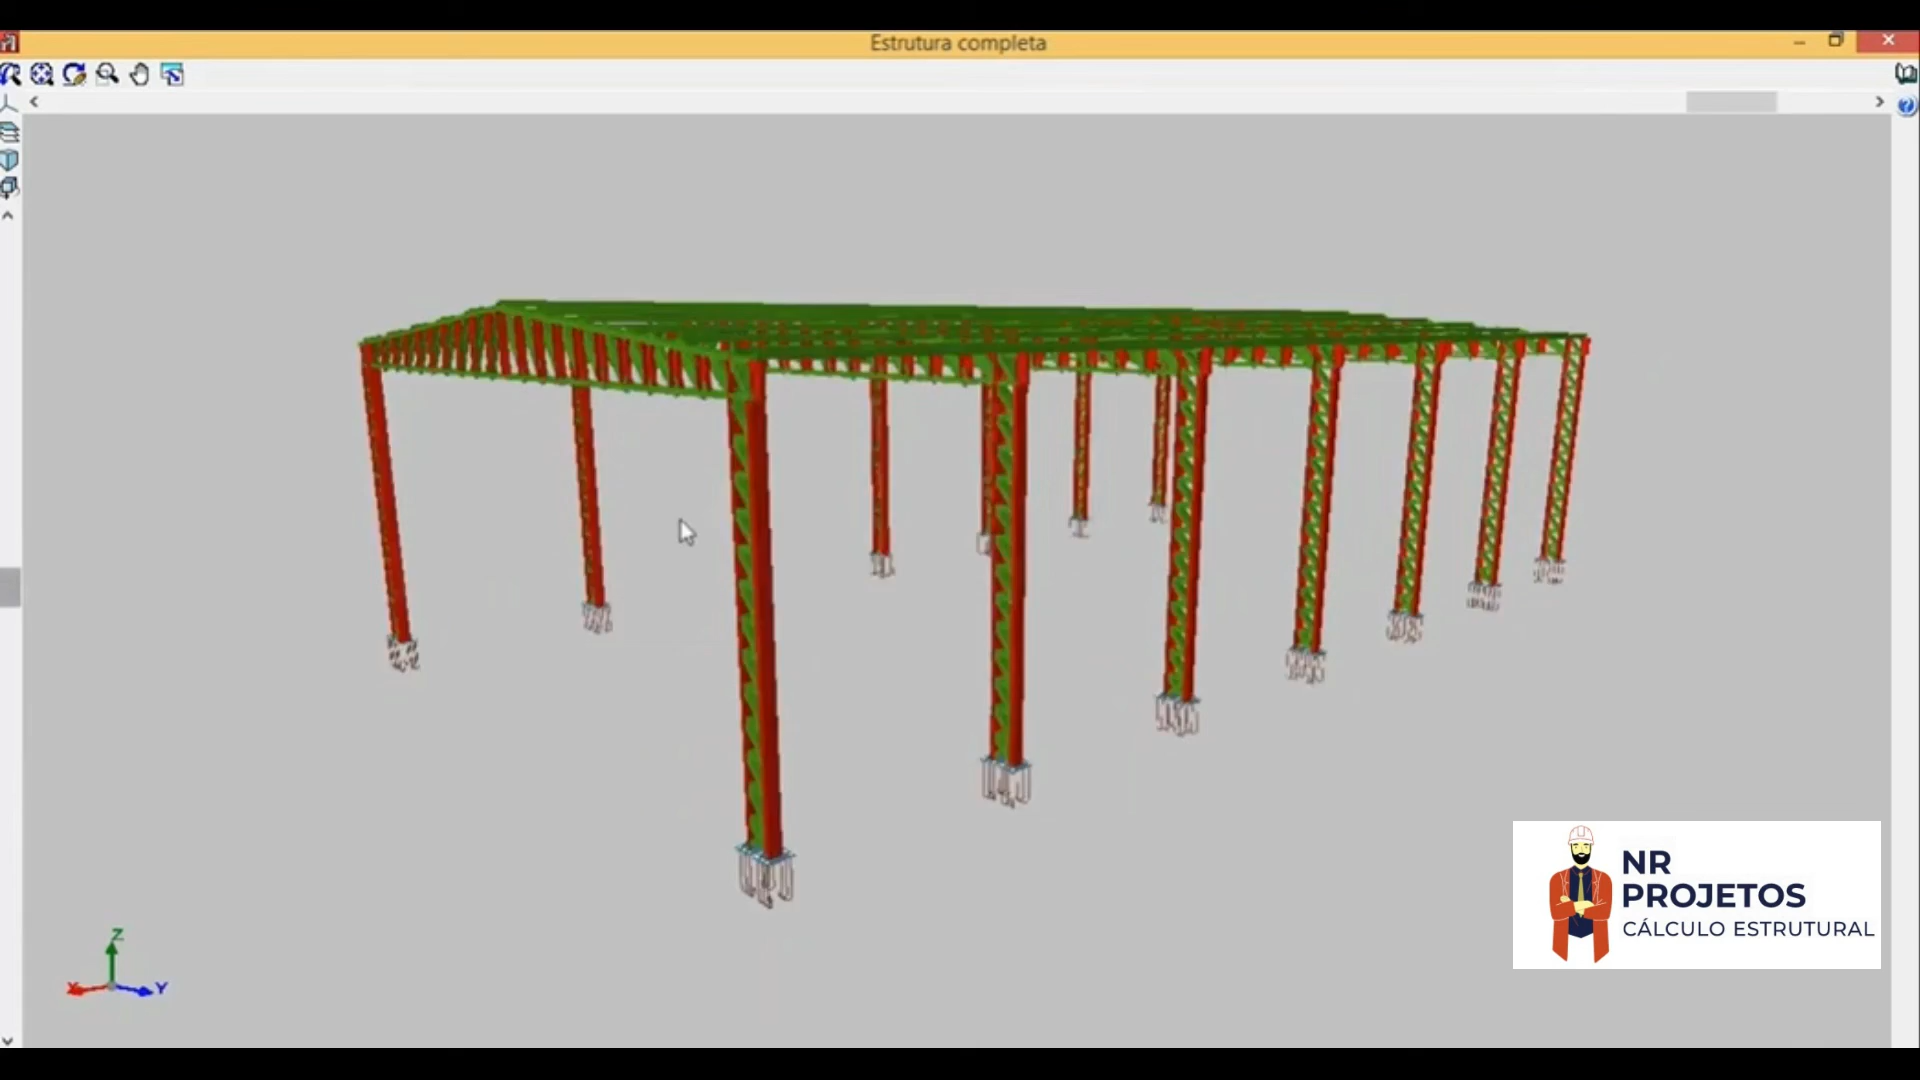 Estrutura completa
Z
X
Y
NR
PROJETOS
CÁLCULO ESTRUTURAL